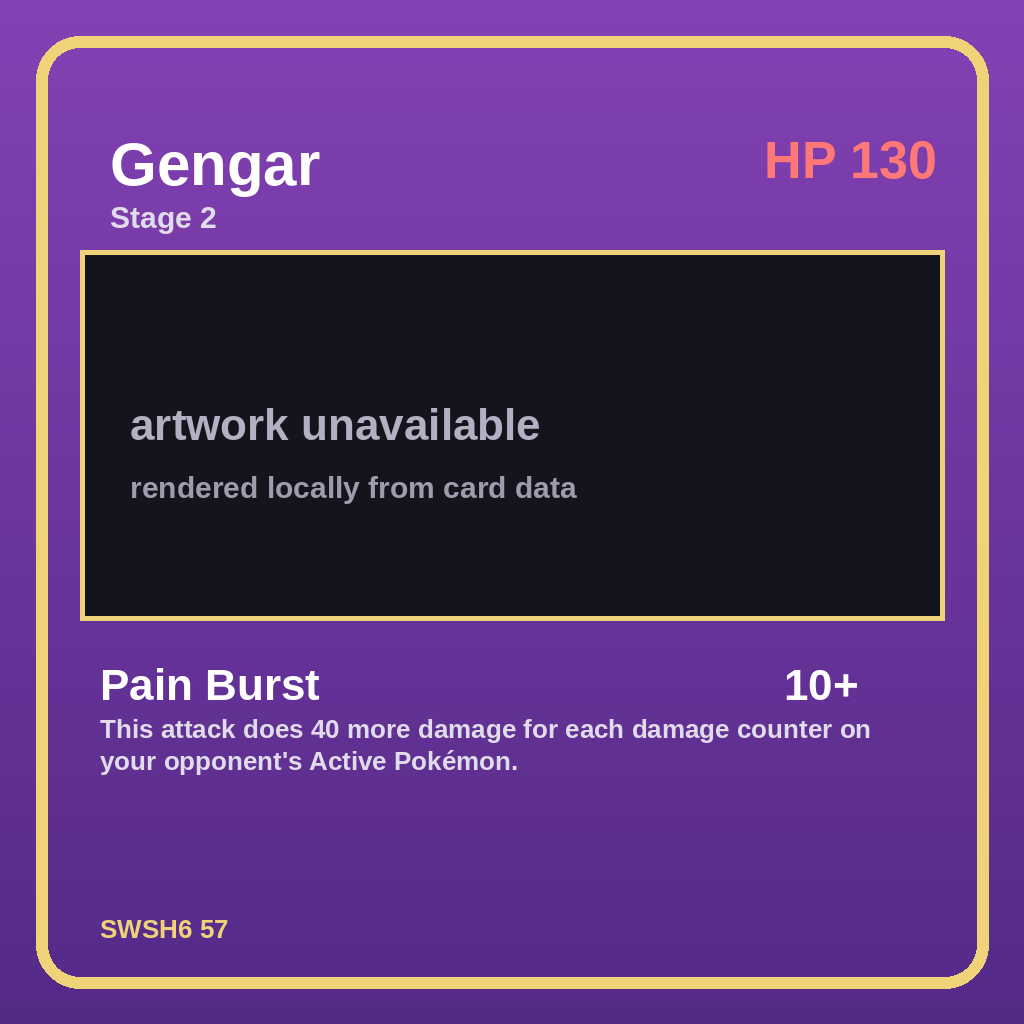 Gengar
HP 130
Stage 2
artwork unavailable
rendered locally from card data
Pain Burst
10+
This attack does 40 more damage for each damage counter on
your opponent's Active Pokémon.
SWSH6 57